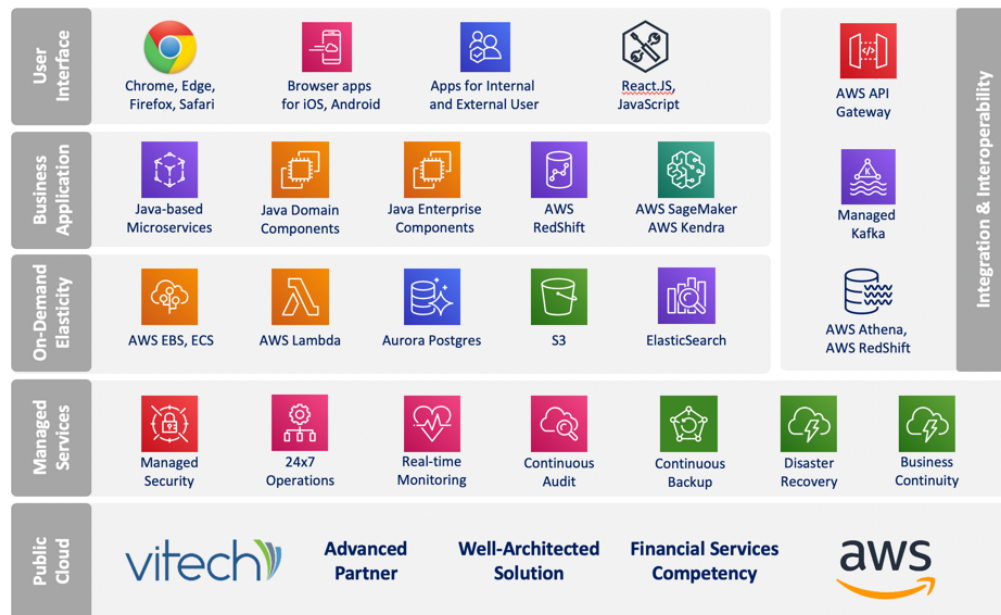 User
Interface
Chrome, Edge,
Firefox, Safari
Browser apps
for iOS, Android
Apps for Internal
and External User
React.JS,
JavaScript
Business
Application
Java-based
Microservices
Java Domain
Components
Java Enterprise
Components
AWS
RedShift
AWS SageMaker
AWS Kendra
On-Demand
Elasticity
AWS EBS, ECS
AWS Lambda
Aurora Postgres
S3
ElasticSearch
AWS API
Gateway
K
Managed
Kafka
AWS Athena,
AWS RedShift
Integration & Interoperability
Managed
Services
Managed
Security
24x7
Operations
Real-time
Monitoring
Continuous
Audit
Continuous
Backup
Disaster
Recovery
Business
Continuity
Public
Cloud
vitech
Advanced
Partner
Well-Architected
Solution
Financial Services
Competency
aws